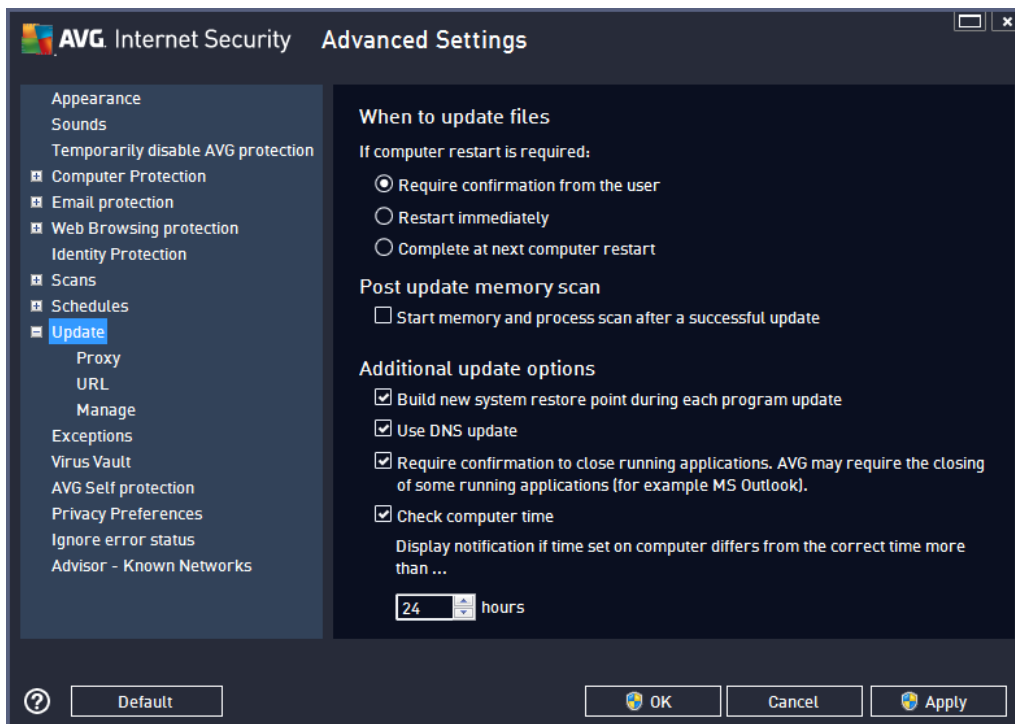 AVG. Internet Security Advanced Settings
Appearance
Sounds
Temporarily disable AVG protection
Computer Protection
Email protection
Web Browsing protection
Identity Protection
Scans
Schedules
Update
Proxy
URL
Manage
Exceptions
Virus Vault
AVG Self protection
Privacy Preferences
Ignore error status
Advisor - Known Networks
When to update files
If computer restart is required:
Require confirmation from the user
Restart immediately
Complete at next computer restart
Post update memory scan
Start memory and process scan after a successful update
Additional update options
Build new system restore point during each program update
Use DNS update
Require confirmation to close running applications. AVG may require the closing
of some running applications (for example MS Outlook).
Check computer time
Display notification if time set on computer differs from the correct time more
than ...
24 hours
? Default OK Cancel Apply